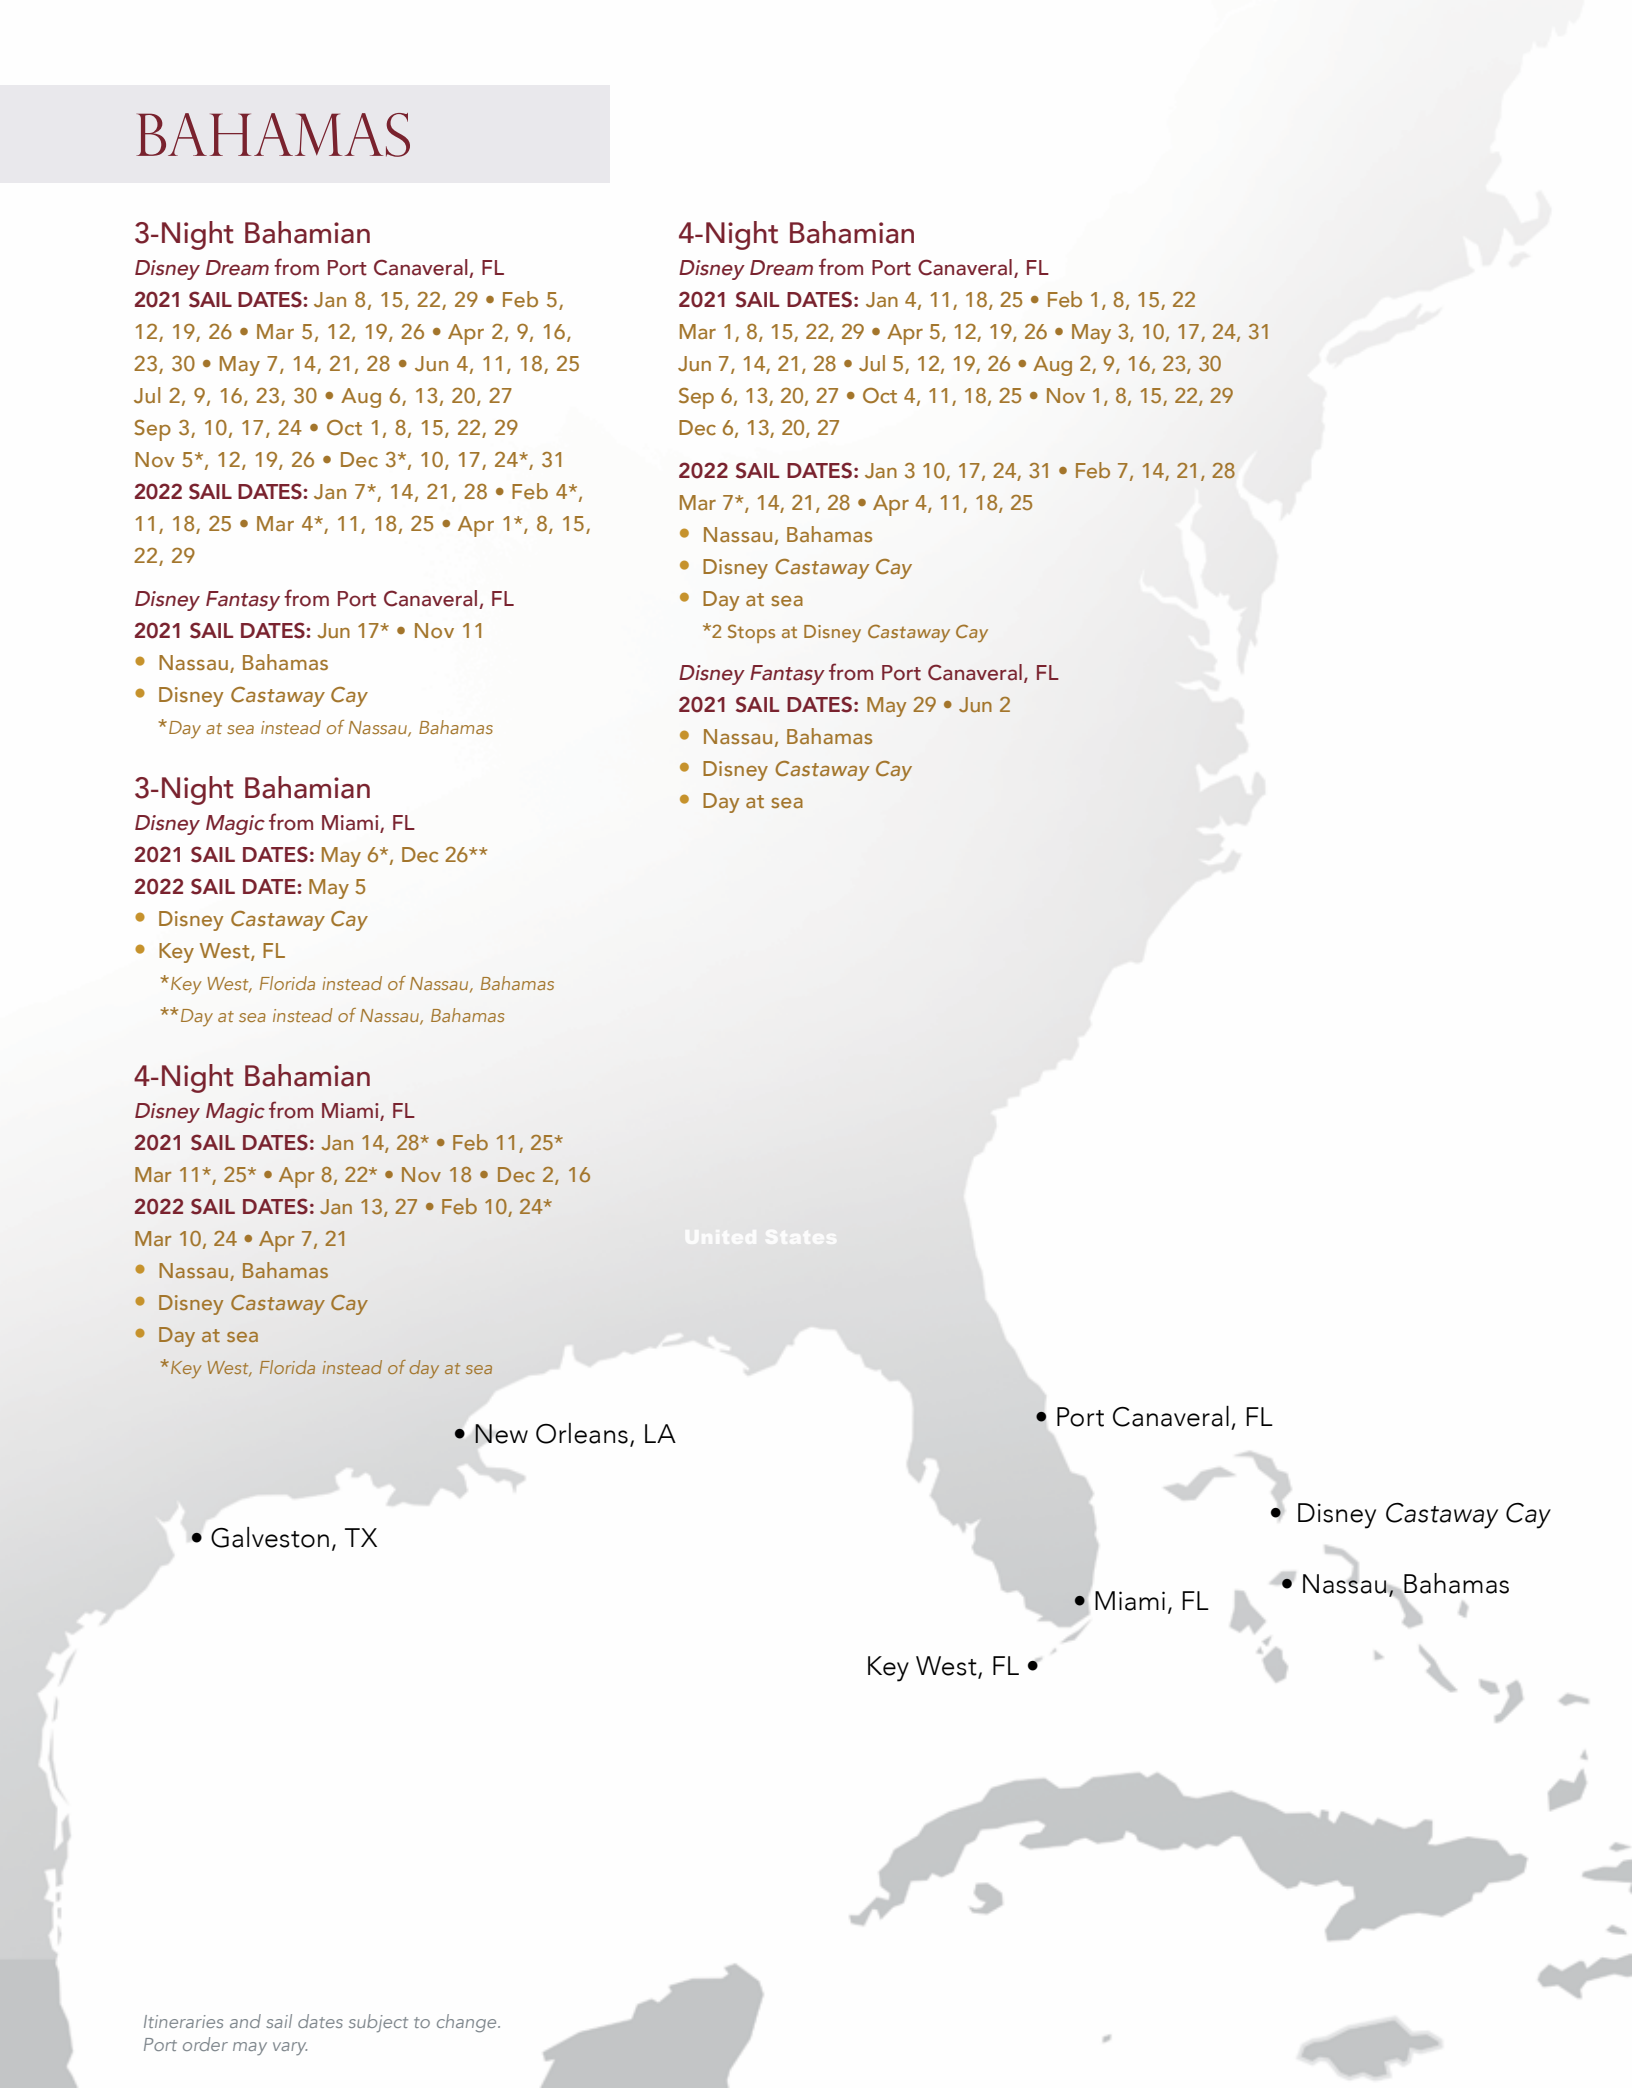 BAHAMAS
3-Night Bahamian
Disney Dream from Port Canaveral, FL
2021 SAIL DATES: Jan 8, 15, 22, 29 • Feb 5,
12, 19, 26 • Mar 5, 12, 19, 26 • Apr 2, 9, 16,
23, 30 • May 7, 14, 21, 28 • Jun 4, 11, 18, 25
Jul 2, 9, 16, 23, 30 • Aug 6, 13, 20, 27
Sep 3, 10, 17, 24 • Oct 1, 8, 15, 22, 29
Nov 5*, 12, 19, 26 • Dec 3*, 10, 17, 24*, 31
2022 SAIL DATES: Jan 7*, 14, 21, 28 • Feb 4*,
11, 18, 25 • Mar 4*, 11, 18, 25 • Apr 1*, 8, 15,
22, 29
Disney Fantasy from Port Canaveral, FL
2021 SAIL DATES: Jun 17* • Nov 11
• Nassau, Bahamas
• Disney Castaway Cay
*Day at sea instead of Nassau, Bahamas
3-Night Bahamian
Disney Magic from Miami, FL
2021 SAIL DATES: May 6*, Dec 26**
2022 SAIL DATE: May 5
• Disney Castaway Cay
• Key West, FL
*Key West, Florida instead of Nassau, Bahamas
**Day at sea instead of Nassau, Bahamas
4-Night Bahamian
Disney Magic from Miami, FL
2021 SAIL DATES: Jan 14, 28* • Feb 11, 25*
Mar 11*, 25* • Apr 8, 22* • Nov 18 • Dec 2, 16
2022 SAIL DATES: Jan 13, 27 • Feb 10, 24*
Mar 10, 24 • Apr 7, 21
• Nassau, Bahamas
• Disney Castaway Cay
• Day at sea
*Key West, Florida instead of day at sea
4-Night Bahamian
Disney Dream from Port Canaveral, FL
2021 SAIL DATES: Jan 4, 11, 18, 25 • Feb 1, 8, 15, 22
Mar 1, 8, 15, 22, 29 • Apr 5, 12, 19, 26 • May 3, 10, 17, 24, 31
Jun 7, 14, 21, 28 • Jul 5, 12, 19, 26 • Aug 2, 9, 16, 23, 30
Sep 6, 13, 20, 27 • Oct 4, 11, 18, 25 • Nov 1, 8, 15, 22, 29
Dec 6, 13, 20, 27
2022 SAIL DATES: Jan 3 10, 17, 24, 31 • Feb 7, 14, 21, 28
Mar 7*, 14, 21, 28 • Apr 4, 11, 18, 25
• Nassau, Bahamas
• Disney Castaway Cay
• Day at sea
*2 Stops at Disney Castaway Cay
Disney Fantasy from Port Canaveral, FL
2021 SAIL DATES: May 29 • Jun 2
• Nassau, Bahamas
• Disney Castaway Cay
• Day at sea
United States
• Port Canaveral, FL
• New Orleans, LA
• Disney Castaway Cay
• Galveston, TX
• Nassau, Bahamas
• Miami, FL
Key West, FL •
Itineraries and sail dates subject to change.
Port order may vary.